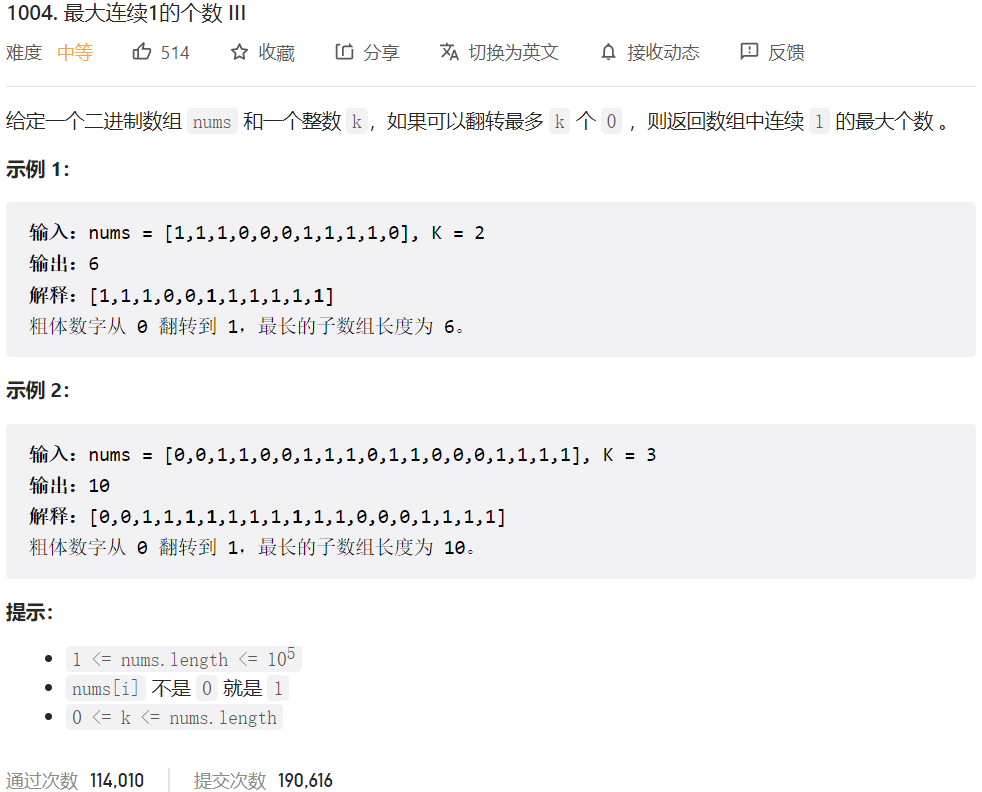 1004. 最大连续1的个数 III
难度 中等 514 收藏 分享 切换为英文 接收动态 反馈
给定一个二进制数组 nums 和一个整数 k，如果可以翻转最多 k 个 0 ，则返回数组中连续 1 的最大个数 。
示例 1：
输入：nums = [1,1,1,0,0,0,1,1,1,1,0], K = 2
输出：6
解释：[1,1,1,0,0,1,1,1,1,1,1]
粗体数字从 0 翻转到 1，最长的子数组长度为 6。
示例 2：
输入：nums = [0,0,1,1,0,0,1,1,1,0,1,1,0,0,0,1,1,1,1], K = 3
输出：10
解释：[0,0,1,1,1,1,1,1,1,1,1,1,0,0,0,1,1,1,1]
粗体数字从 0 翻转到 1，最长的子数组长度为 10。
提示：
1 <= nums.length <= 10⁵
nums[i] 不是 0 就是 1
0 <= k <= nums.length
通过次数 114,010 提交次数 190,616